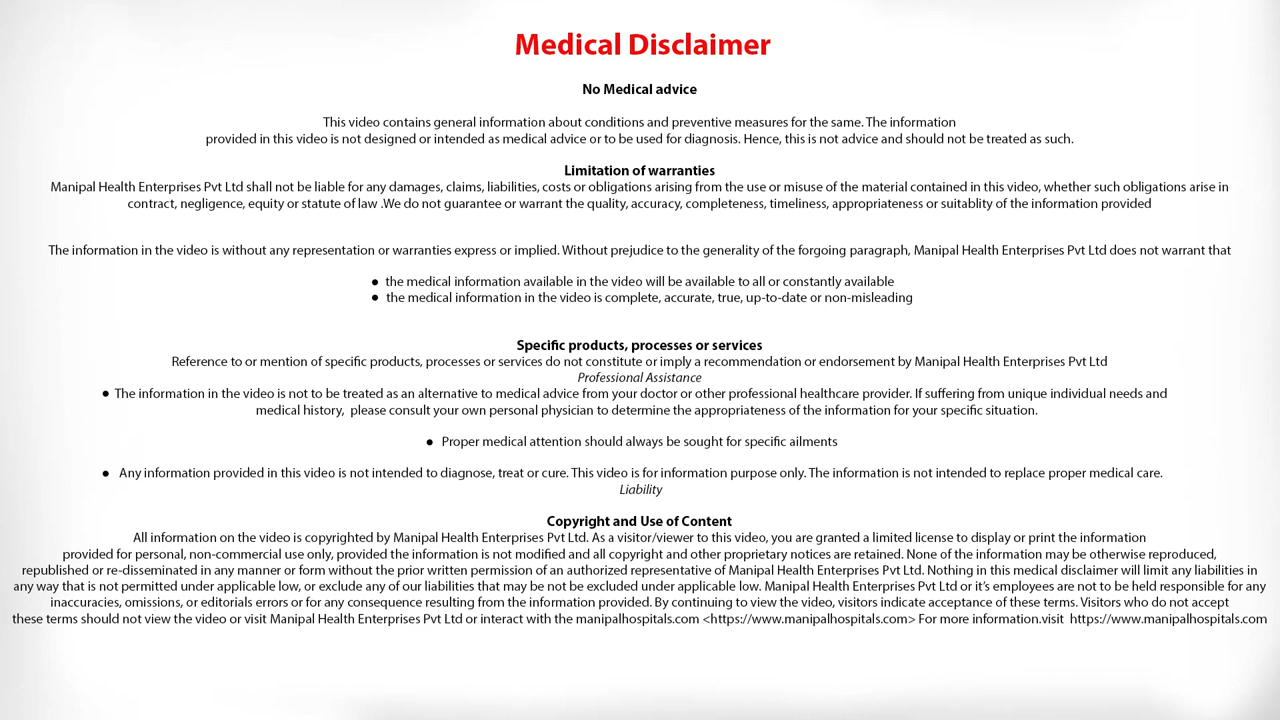 Medical Disclaimer
No Medical advice
This video contains general information about conditions and preventive measures for the same. The information
provided in this video is not designed or intended as medical advice or to be used for diagnosis. Hence, this is not advice and should not be treated as such.
Limitation of warranties
Manipal Health Enterprises Pvt Ltd shall not be liable for any damages, claims, liabilities, costs or obligations arising from the use or misuse of the material contained in this video, whether such obligations arise in
contract, negligence, equity or statute of law .We do not guarantee or warrant the quality, accuracy, completeness, timeliness, appropriateness or suitablity of the information provided
The information in the video is without any representation or warranties express or implied. Without prejudice to the generality of the forgoing paragraph, Manipal Health Enterprises Pvt Ltd does not warrant that
● the medical information available in the video will be available to all or constantly available
● the medical information in the video is complete, accurate, true, up-to-date or non-misleading
Specific products, processes or services
Reference to or mention of specific products, processes or services do not constitute or imply a recommendation or endorsement by Manipal Health Enterprises Pvt Ltd
Professional Assistance
● The information in the video is not to be treated as an alternative to medical advice from your doctor or other professional healthcare provider. If suffering from unique individual needs and
medical history, please consult your own personal physician to determine the appropriateness of the information for your specific situation.
● Proper medical attention should always be sought for specific ailments
● Any information provided in this video is not intended to diagnose, treat or cure. This video is for information purpose only. The information is not intended to replace proper medical care.
Liability
Copyright and Use of Content
All information on the video is copyrighted by Manipal Health Enterprises Pvt Ltd. As a visitor/viewer to this video, you are granted a limited license to display or print the information
provided for personal, non-commercial use only, provided the information is not modified and all copyright and other proprietary notices are retained. None of the information may be otherwise reproduced,
republished or re-disseminated in any manner or form without the prior written permission of an authorized representative of Manipal Health Enterprises Pvt Ltd. Nothing in this medical disclaimer will limit any liabilities in
any way that is not permitted under applicable low, or exclude any of our liabilities that may be not be excluded under applicable low. Manipal Health Enterprises Pvt Ltd or it's employees are not to be held responsible for any
inaccuracies, omissions, or editorials errors or for any consequence resulting from the information provided. By continuing to view the video, visitors indicate acceptance of these terms. Visitors who do not accept
these terms should not view the video or visit Manipal Health Enterprises Pvt Ltd or interact with the manipalhospitals.com <https://www.manipalhospitals.com> For more information.visit https://www.manipalhospitals.com